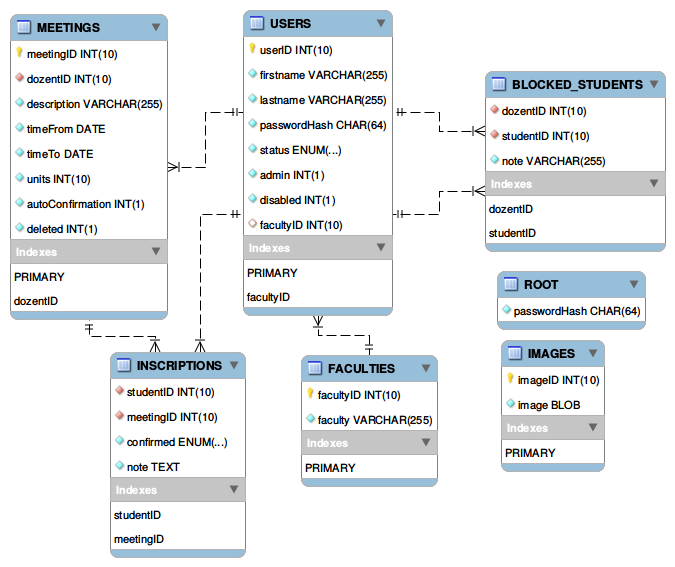 MEETINGS
meetingID INT(10)
dozentID INT(10)
description VARCHAR(255)
timeFrom DATE
timeTo DATE
units INT(10)
autoConfirmation INT(1)
deleted INT(1)
Indexes
PRIMARY
dozentID
USERS
userID INT(10)
firstname VARCHAR(255)
lastname VARCHAR(255)
passwordHash CHAR(64)
status ENUM(...)
admin INT(1)
disabled INT(1)
facultyID INT(10)
Indexes
PRIMARY
facultyID
BLOCKED_STUDENTS
dozentID INT(10)
studentID INT(10)
note VARCHAR(255)
Indexes
dozentID
studentID
ROOT
passwordHash CHAR(64)
INSCRIPTIONS
studentID INT(10)
meetingID INT(10)
confirmed ENUM(...)
note TEXT
Indexes
studentID
meetingID
FACULTIES
facultyID INT(10)
faculty VARCHAR(255)
Indexes
PRIMARY
IMAGES
imageID INT(10)
image BLOB
Indexes
PRIMARY